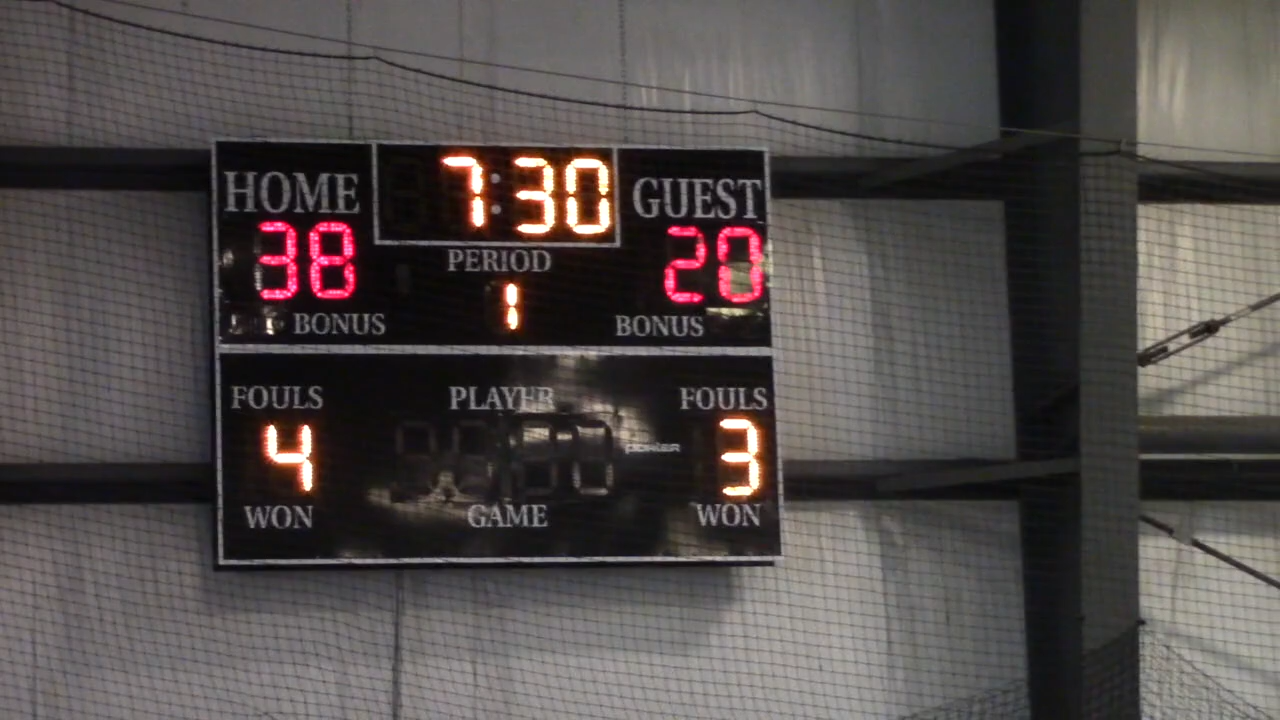 7:30
HOME GUEST
38 20
PERIOD
1
BONUS BONUS
FOULS PLAYER FOULS
4 3
WON GAME WON